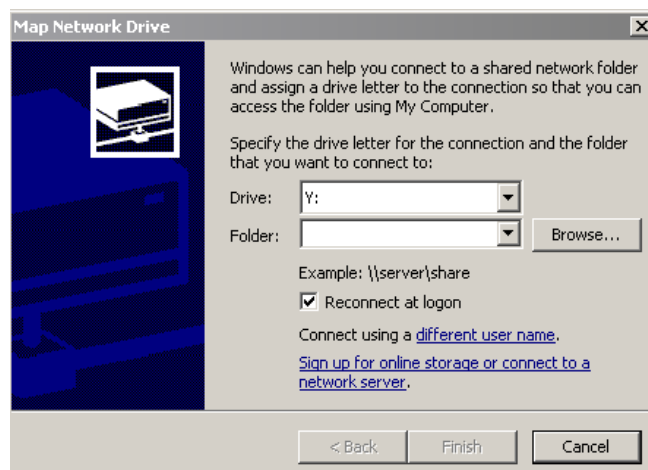 Map Network Drive
Windows can help you connect to a shared network folder
and assign a drive letter to the connection so that you can
access the folder using My Computer.
Specify the drive letter for the connection and the folder
that you want to connect to:
Drive: Y:
Folder: Browse...
Example: \\server\share
Reconnect at logon
Connect using a different user name.
Sign up for online storage or connect to a
network server.
< Back Finish Cancel